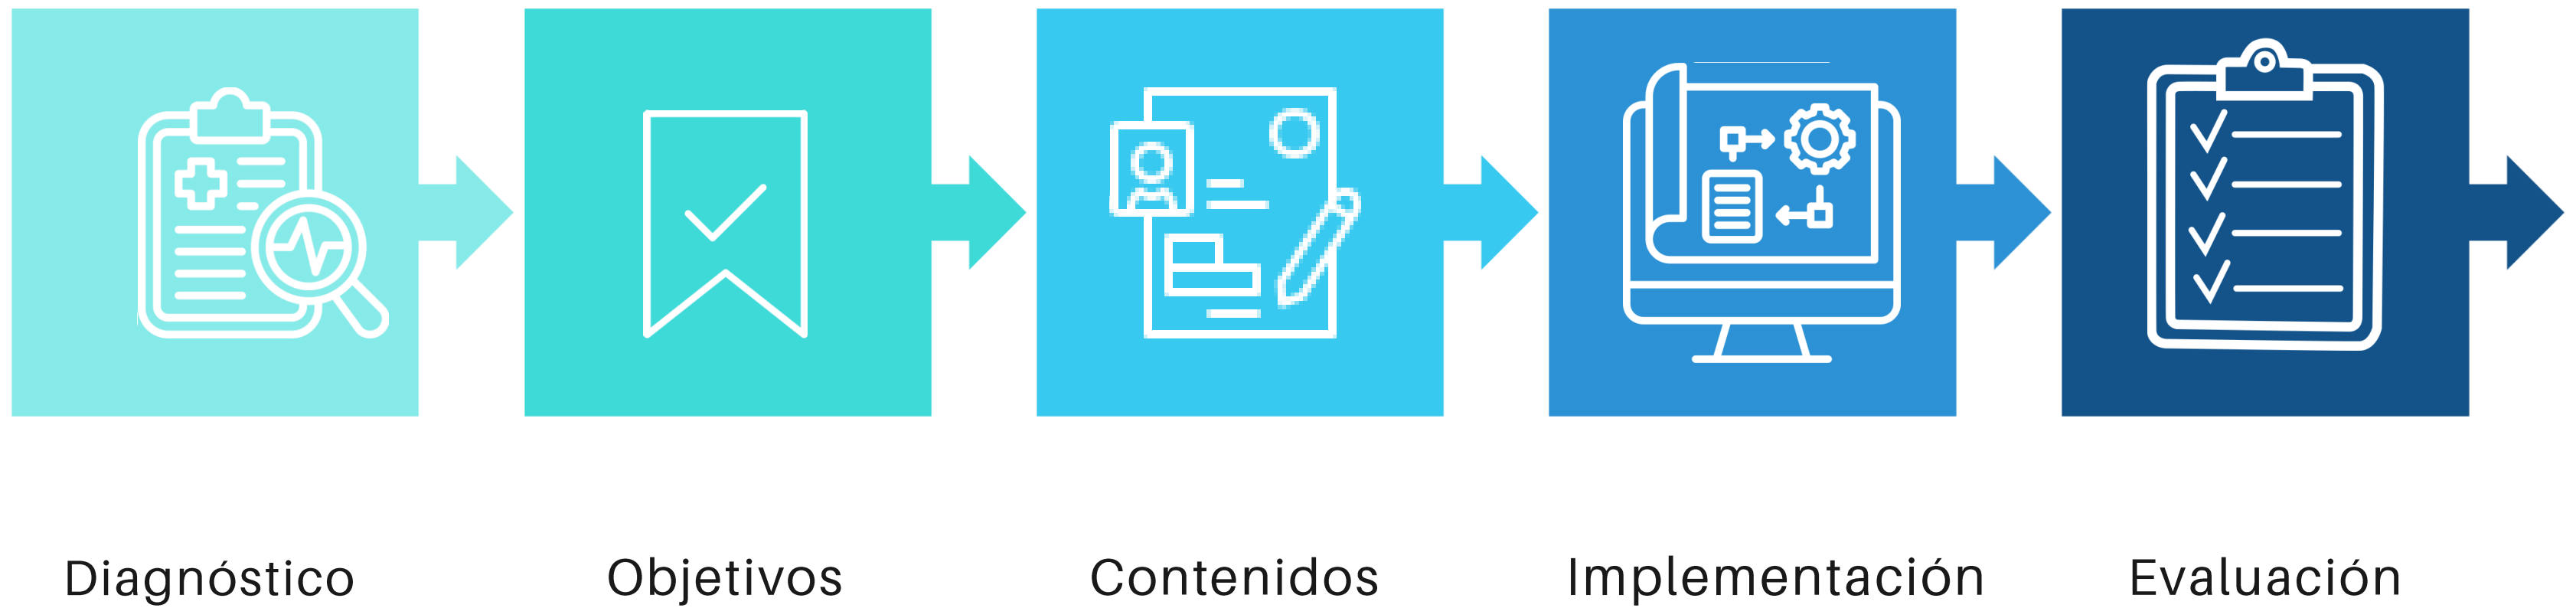 Diagnóstico
Objetivos
Contenidos
Implementación
Evaluación